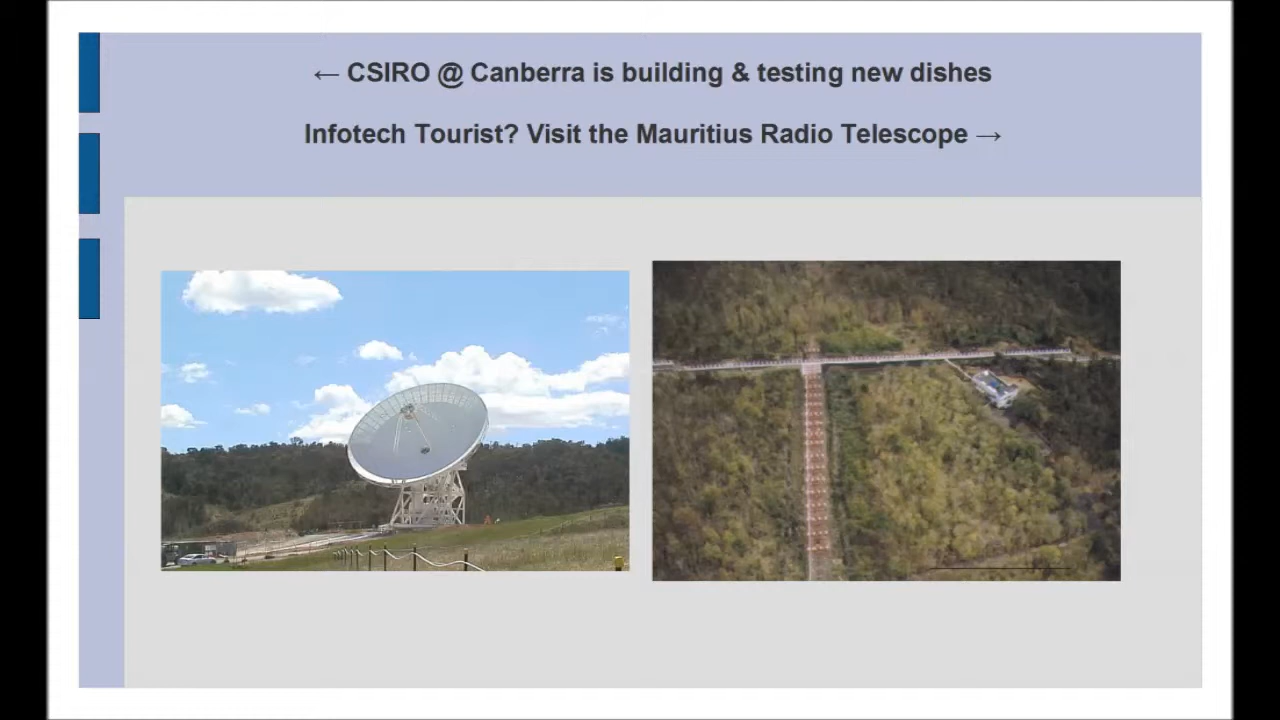 ← CSIRO @ Canberra is building & testing new dishes
Infotech Tourist? Visit the Mauritius Radio Telescope →